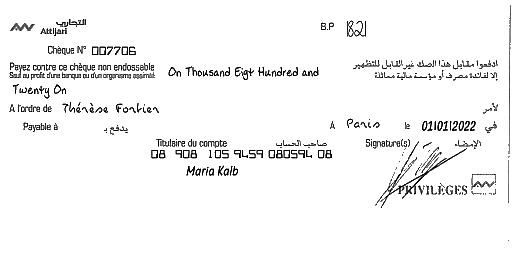 التجاري
Attijari
B.P 1821
Chèque N° 007706
Payez contre ce chèque non endossable
Sauf au profit d'une banque ou d'un organisme assimilé
On Thousand Eigt Hundred and
ادفعوا مقابل هذا الصك غير القابل للتظهير
إلا لفائدة مصرف أو مؤسسة مالية مماثلة
Twenty On
A l'ordre de Thérèse Fortier لأمر
Payable à يدفع بـ
A Paris le 01/01/2022 في
Titulaire du compte صاحب الحساب
Signature(s) الإمضاء
08 908 105 9459 080594 08
Maria Kalb
PRIVILÈGES